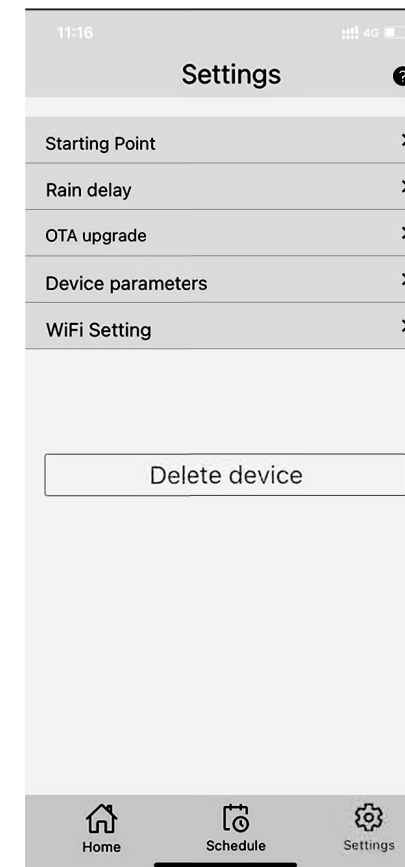 11:16 4G
Settings
?
Starting Point
Rain delay
OTA upgrade
Device parameters
WiFi Setting
Delete device
Home Schedule Settings